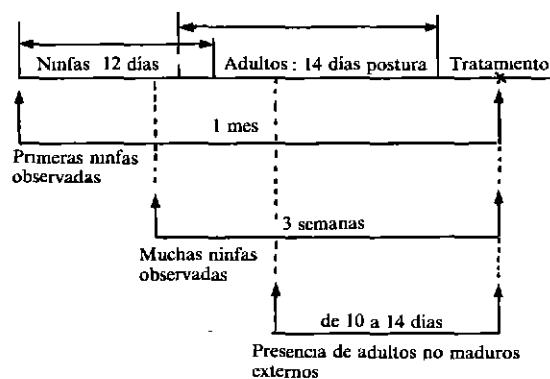 Ninfas 12 días
Adultos : 14 días postura
Tratamiento
1 mes
Primeras ninfas
observadas
3 semanas
Muchas ninfas
observadas
de 10 a 14 días
Presencia de adultos no maduros
externos